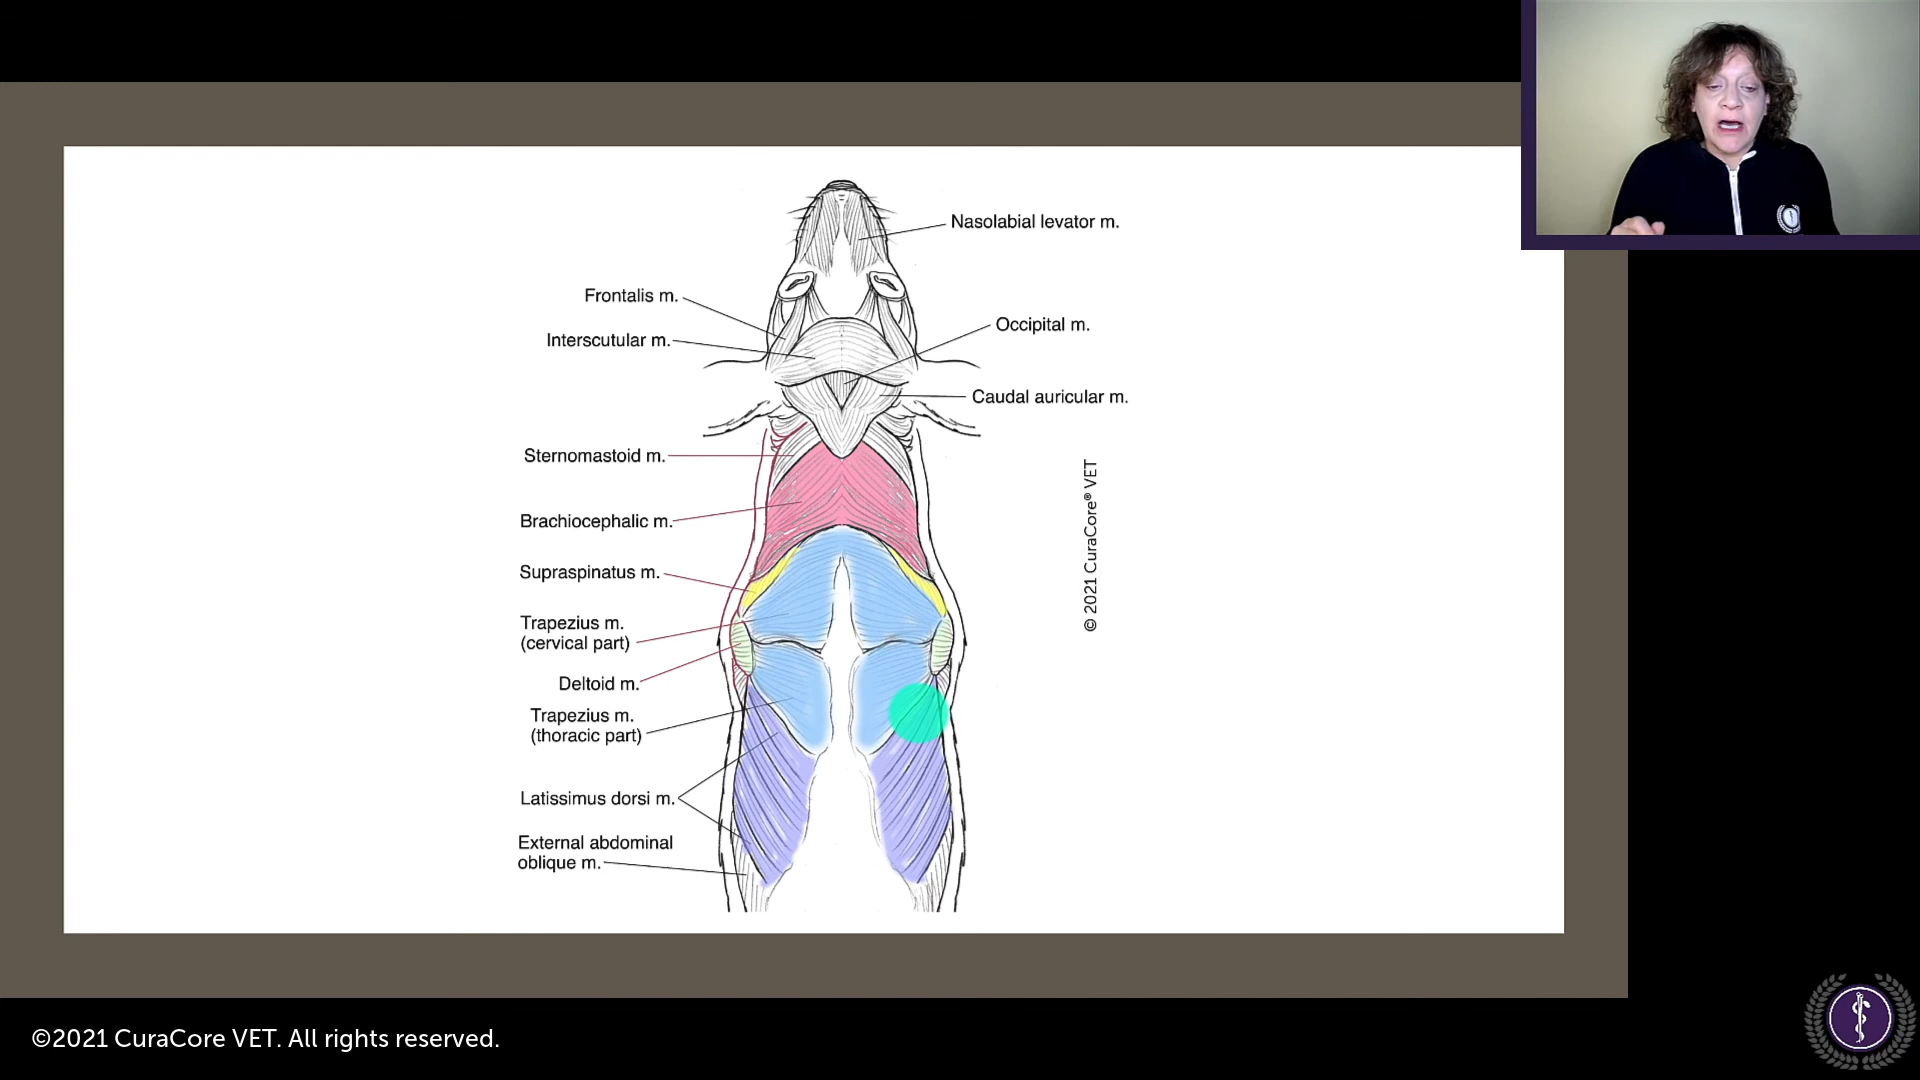 Nasolabial levator m.
Frontalis m.
Occipital m.
Interscutular m.
Caudal auricular m.
Sternomastoid m.
Brachiocephalic m.
Supraspinatus m.
Trapezius m.
(cervical part)
Deltoid m.
Trapezius m.
(thoracic part)
Latissimus dorsi m.
External abdominal
oblique m.
© 2021 CuraCore® VET
©2021 CuraCore VET. All rights reserved.